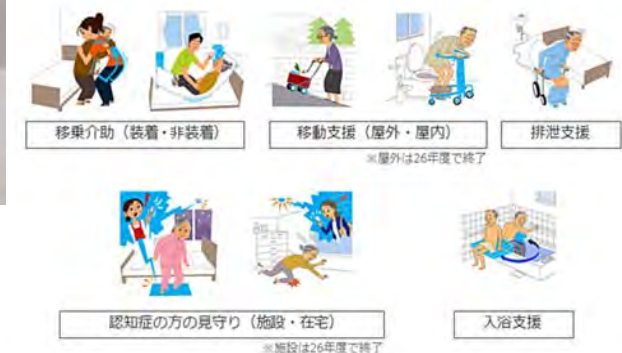 移乗介助（装着・非装着）
移動支援（屋外・屋内）
排泄支援
※屋外は26年度で終了
認知症の方の見守り（施設・在宅）
入浴支援
※施設は26年度で終了